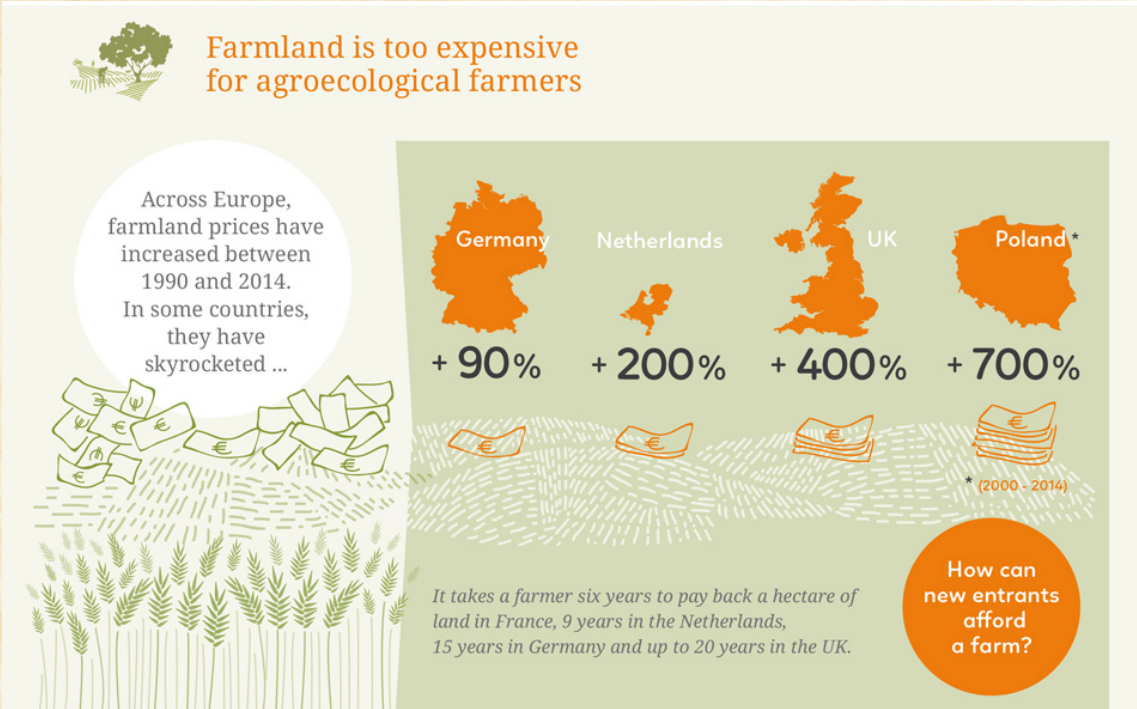 Farmland is too expensive
for agroecological farmers
Across Europe,
farmland prices have
increased between
1990 and 2014.
In some countries,
they have
skyrocketed ...
Germany
Netherlands
UK
Poland *
+ 90%
+ 200%
+ 400%
+ 700%
€ € € € € € €
€
€
€
€
* (2000 - 2014)
It takes a farmer six years to pay back a hectare of
land in France, 9 years in the Netherlands,
15 years in Germany and up to 20 years in the UK.
How can
new entrants
afford
a farm?